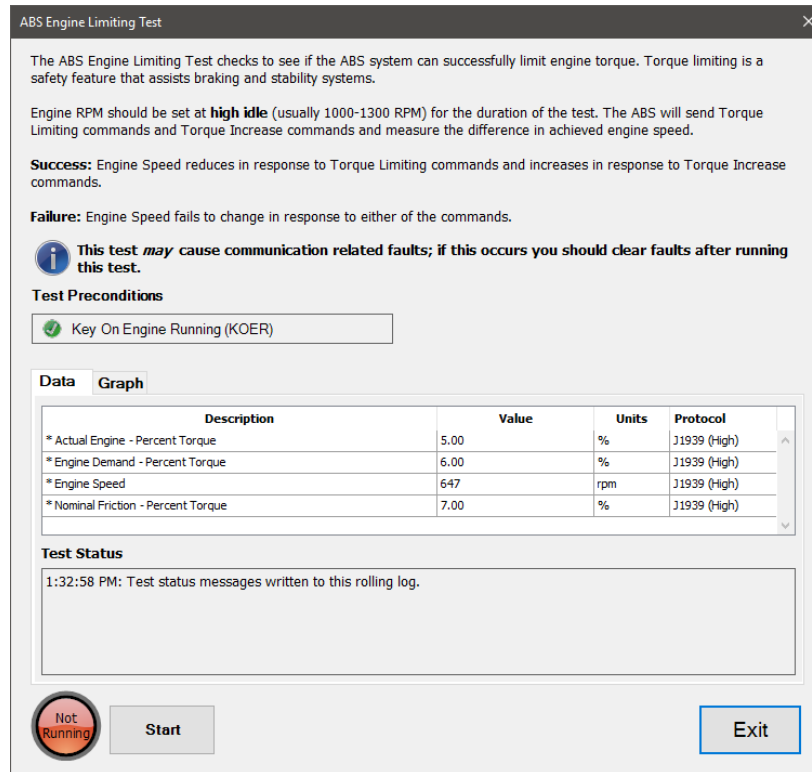 ABS Engine Limiting Test
The ABS Engine Limiting Test checks to see if the ABS system can successfully limit engine torque. Torque limiting is a
safety feature that assists braking and stability systems.
Engine RPM should be set at high idle (usually 1000-1300 RPM) for the duration of the test. The ABS will send Torque
Limiting commands and Torque Increase commands and measure the difference in achieved engine speed.
Success: Engine Speed reduces in response to Torque Limiting commands and increases in response to Torque Increase
commands.
Failure: Engine Speed fails to change in response to either of the commands.
This test may cause communication related faults; if this occurs you should clear faults after running
this test.
Test Preconditions
Key On Engine Running (KOER)
Data Graph
Description Value Units Protocol
* Actual Engine - Percent Torque 5.00 % J1939 (High)
* Engine Demand - Percent Torque 6.00 % J1939 (High)
* Engine Speed 647 rpm J1939 (High)
* Nominal Friction - Percent Torque 7.00 % J1939 (High)
Test Status
1:32:58 PM: Test status messages written to this rolling log.
Not
Running
Start
Exit